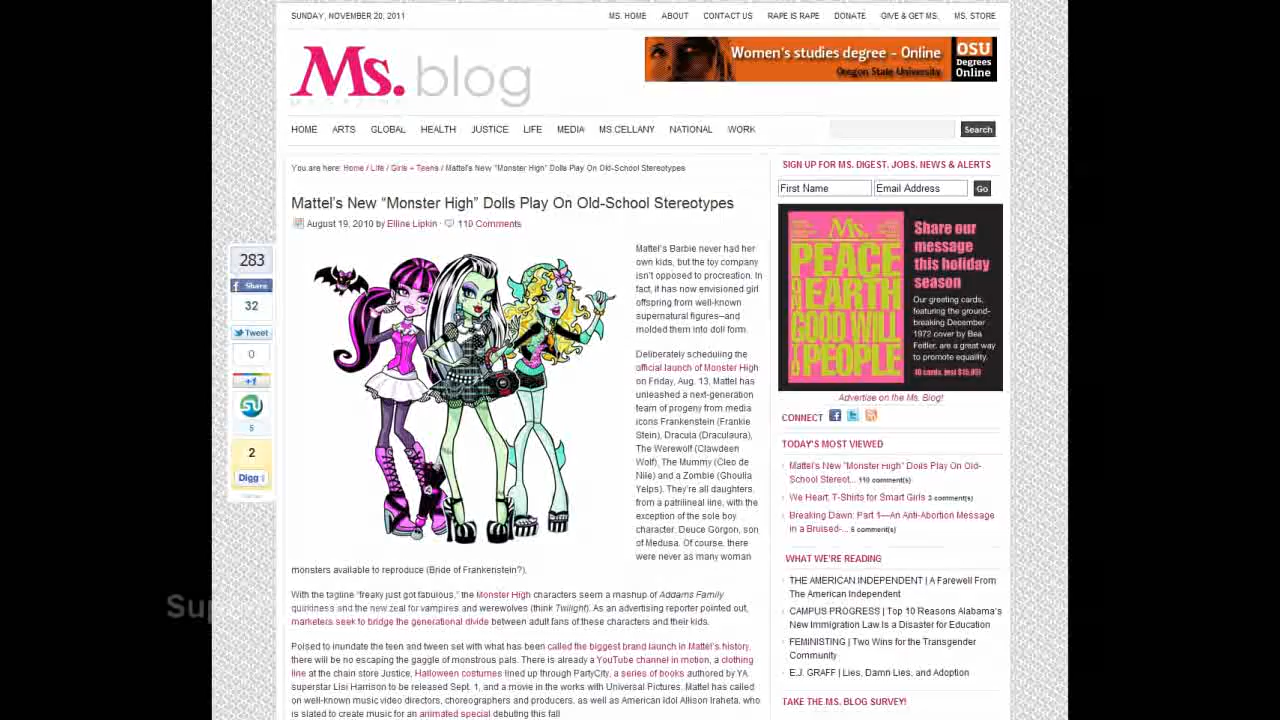 SUNDAY, NOVEMBER 20, 2011
MS. HOME ABOUT CONTACT US RAPE IS RAPE DONATE GIVE & GET MS. MS. STORE
Ms. blog
MAGAZINE
Women's studies degree – Online
Oregon State University
OSU
Degrees
Online
HOME ARTS GLOBAL HEALTH JUSTICE LIFE MEDIA MS.CELLANY NATIONAL WORK
Search
You are here: Home / Life / Girls + Teens / Mattel's New "Monster High" Dolls Play On Old-School Stereotypes
Mattel's New “Monster High” Dolls Play On Old-School Stereotypes
August 19, 2010 by Elline Lipkin · 110 Comments
283
Share
32
Tweet
0
+1
5
2
Digg
Mattel's Barbie never had her
own kids, but the toy company
isn't opposed to procreation. In
fact, it has now envisioned girl
offspring from well-known
supernatural figures–and
molded them into doll form.
Deliberately scheduling the
official launch of Monster High
on Friday, Aug. 13, Mattel has
unleashed a next-generation
team of progeny from media
icons Frankenstein (Frankie
Stein), Dracula (Draculaura),
The Werewolf (Clawdeen
Wolf), The Mummy (Cleo de
Nile) and a Zombie (Ghoulia
Yelps). They're all daughters,
from a patrilineal line, with the
exception of the sole boy
character, Deuce Gorgon, son
of Medusa. Of course, there
were never as many woman
monsters available to reproduce (Bride of Frankenstein?).
With the tagline “freaky just got fabulous,” the Monster High characters seem a mashup of Addams Family
quirkiness and the new zeal for vampires and werewolves (think Twilight). As an advertising reporter pointed out,
marketers seek to bridge the generational divide between adult fans of these characters and their kids.
Poised to inundate the teen and tween set with what has been called the biggest brand launch in Mattel's history,
there will be no escaping the gaggle of monstrous pals. There is already a YouTube channel in motion, a clothing
line at the chain store Justice, Halloween costumes lined up through PartyCity, a series of books authored by YA
superstar Lisi Harrison to be released Sept. 1, and a movie in the works with Universal Pictures. Mattel has called
on well-known music video directors, choreographers and producers, as well as American Idol Allison Iraheta, who
is slated to create music for an animated special debuting this fall
SIGN UP FOR MS. DIGEST, JOBS, NEWS & ALERTS
First Name Email Address Go
Ms.
PEACE
ON EARTH
GOOD WILL
TO PEOPLE
Share our
message
this holiday
season
Our greeting cards,
featuring the ground-
breaking December
1972 cover by Bea
Feitler, are a great way
to promote equality.
10 cards, just $15.99!
Advertise on the Ms. Blog!
CONNECT
TODAY'S MOST VIEWED
Mattel's New "Monster High" Dolls Play On Old-
School Stereot... 110 comment(s)
We Heart: T-Shirts for Smart Girls 3 comment(s)
Breaking Dawn: Part 1—An Anti-Abortion Message
in a Bruised-... 6 comment(s)
WHAT WE'RE READING
THE AMERICAN INDEPENDENT | A Farewell From
The American Independent
CAMPUS PROGRESS | Top 10 Reasons Alabama's
New Immigration Law Is a Disaster for Education
FEMINISTING | Two Wins for the Transgender
Community
E.J. GRAFF | Lies, Damn Lies, and Adoption
TAKE THE MS. BLOG SURVEY!